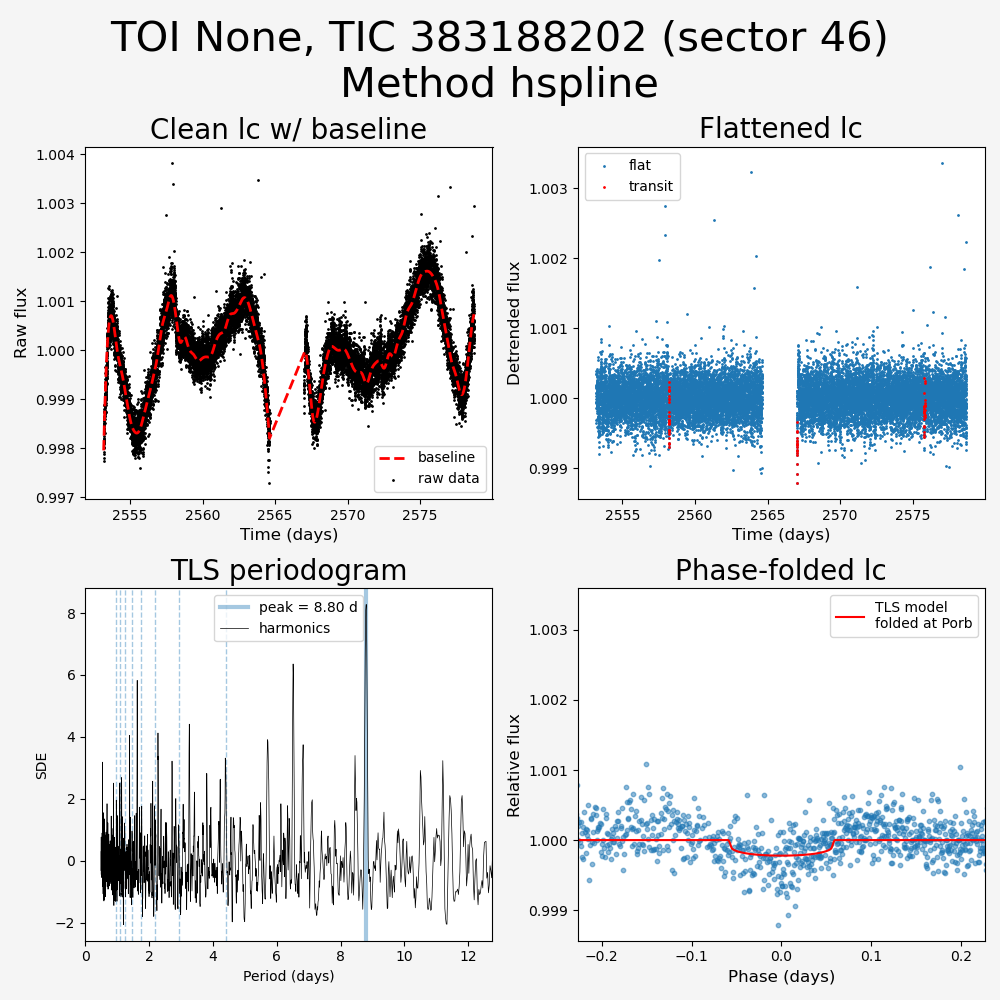 TOI None, TIC 383188202 (sector 46)
Method hspline
Clean lc w/ baseline
1.004
1.003
1.002
1.001
1.000
0.999
0.998
0.997
Raw flux
baseline
raw data
2555
2560
2565
2570
2575
Time (days)
Flattened lc
flat
transit
1.003
1.002
1.001
1.000
0.999
Detrended flux
2555
2560
2565
2570
2575
Time (days)
TLS periodogram
peak = 8.80 d
harmonics
8
6
4
2
0
−2
SDE
0
2
4
6
8
10
12
Period (days)
Phase-folded lc
TLS model
folded at Porb
1.003
1.002
1.001
1.000
0.999
Relative flux
−0.2
−0.1
0.0
0.1
0.2
Phase (days)